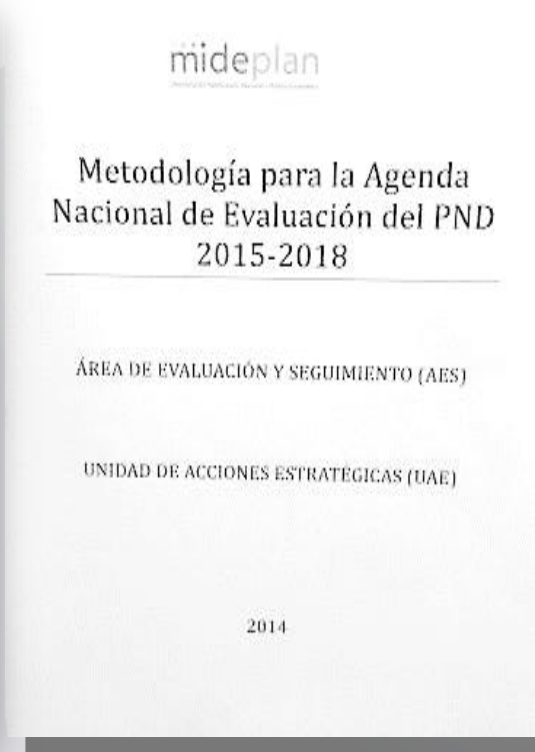 mideplan
Metodología para la Agenda
Nacional de Evaluación del PND
2015-2018
ÁREA DE EVALUACIÓN Y SEGUIMIENTO (AES)
UNIDAD DE ACCIONES ESTRATÉGICAS (UAE)
2014